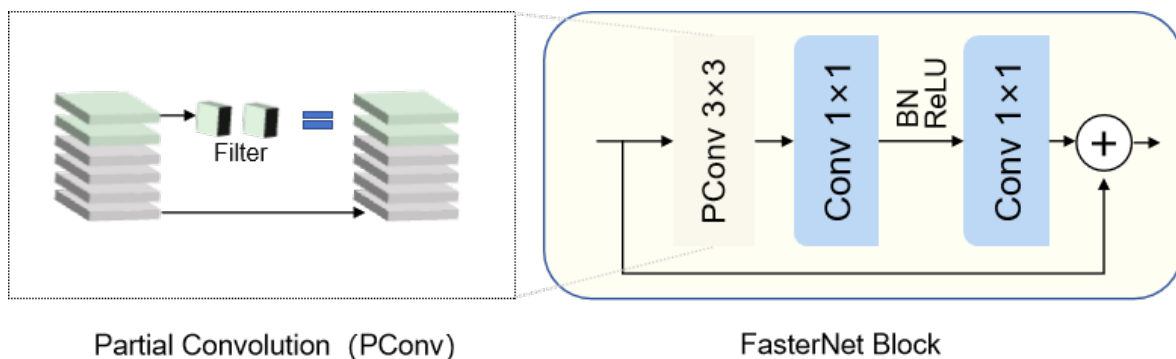 Filter
PConv 3×3
Conv 1×1
BN
ReLU
Conv 1×1
+
Partial Convolution (PConv)
FasterNet Block